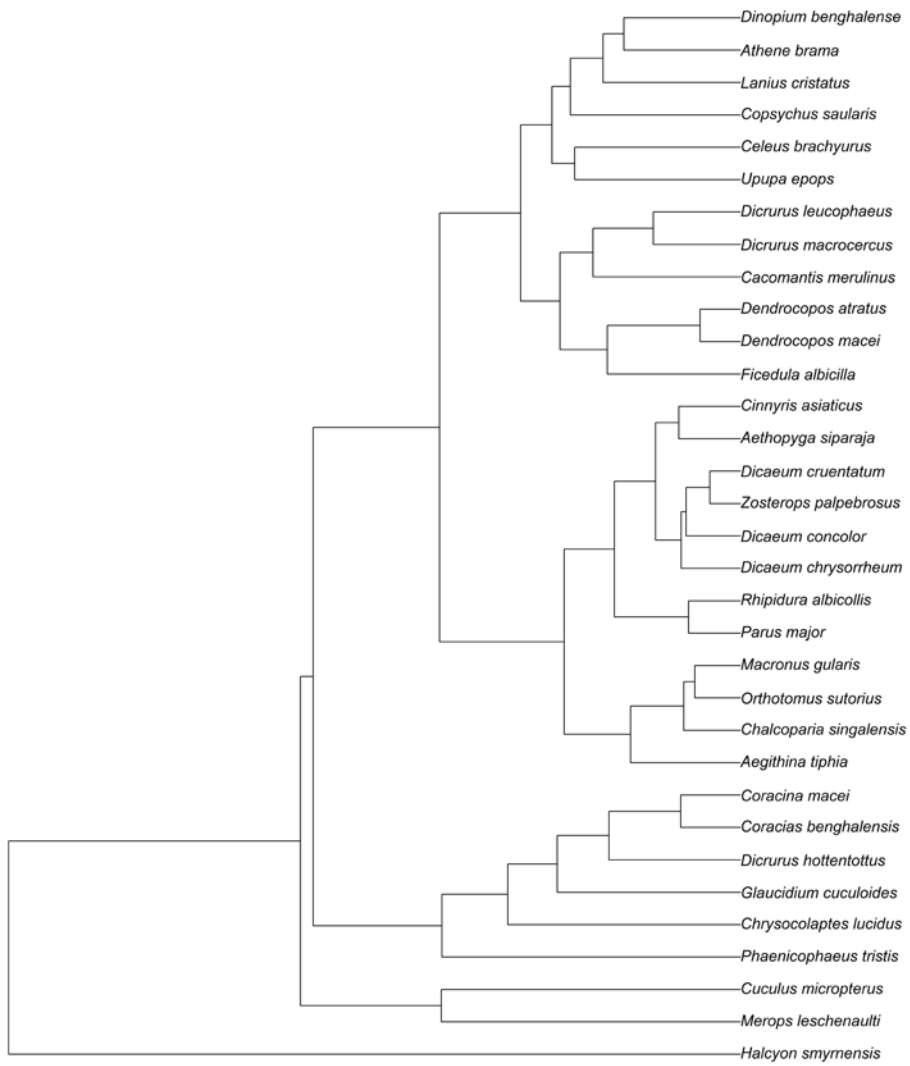 Dinopium benghalense
Athene brama
Lanius cristatus
Copsychus saularis
Celeus brachyurus
Upupa epops
Dicrurus leucophaeus
Dicrurus macrocercus
Cacomantis merulinus
Dendrocopos atratus
Dendrocopos macei
Ficedula albicilla
Cinnyris asiaticus
Aethopyga siparaja
Dicaeum cruentatum
Zosterops palpebrosus
Dicaeum concolor
Dicaeum chrysorrheum
Rhipidura albicollis
Parus major
Macronus gularis
Orthotomus sutorius
Chalcoparia singalensis
Aegithina tiphia
Coracina macei
Coracias benghalensis
Dicrurus hottentottus
Glaucidium cuculoides
Chrysocolaptes lucidus
Phaenicophaeus tristis
Cuculus micropterus
Merops leschenaulti
Halcyon smyrnensis